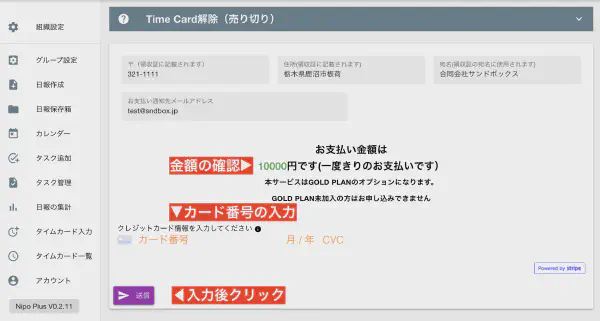 組織設定
グループ設定
日報作成
日報保存箱
カレンダー
タスク追加
タスク管理
日報の集計
タイムカード入力
タイムカード一覧
アカウント
Nipo Plus V0.2.11
Time Card解除（売り切り）
〒（領収証に記載されます）
321-1111
住所(領収証に記載されます)
栃木県鹿沼市板荷
宛名(領収証の宛名に使用されます)
合同会社サンドボックス
お支払い通知先メールアドレス
test@sndbox.jp
お支払い金額は
金額の確認▶ 10000円です(一度きりのお支払いです）
本サービスはGOLD PLANのオプションになります。
GOLD PLAN未加入の方はお申し込みできません
▼カード番号の入力
クレジットカード情報を入力してください
カード番号 月 / 年 CVC
Powered by stripe
送信
◀入力後クリック